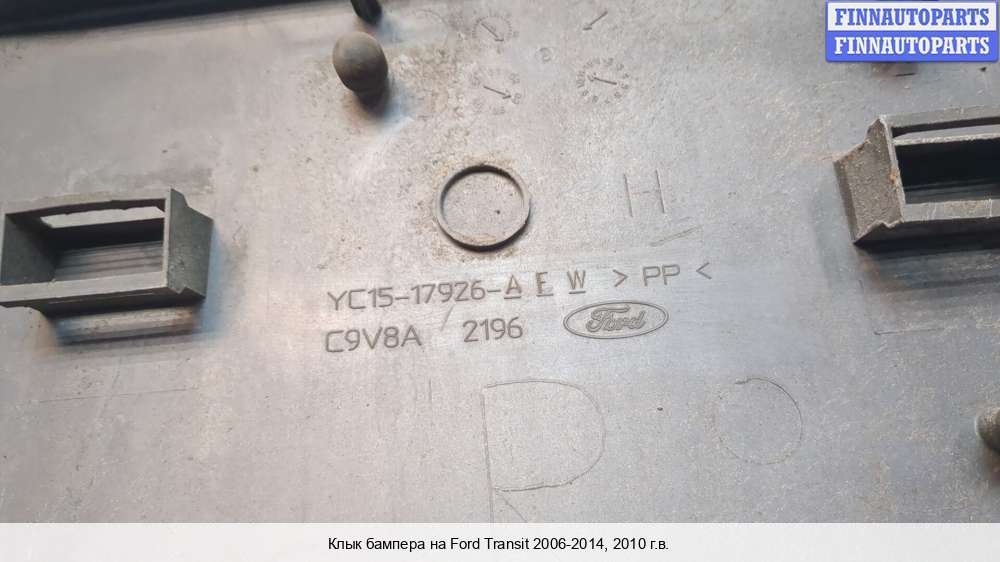 FINNAUTOPARTS
FINNAUTOPARTS
H
YC15-17926-A F W >PP<
C9V8A 2196 Ford
Клык бампера на Ford Transit 2006-2014, 2010 г.в.